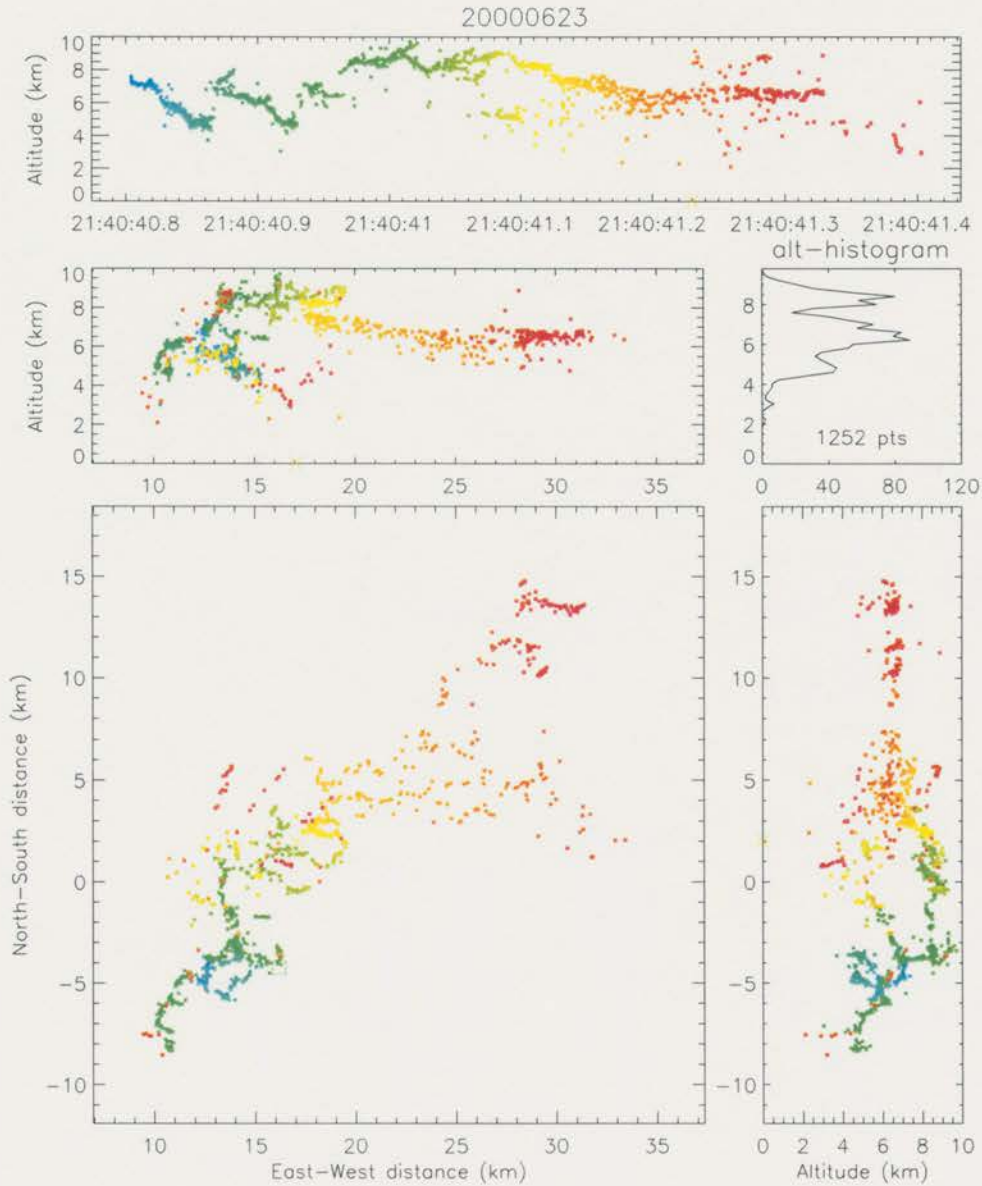 20000623
Altitude (km)
10
8
6
4
2
0
21:40:40.8 21:40:40.9 21:40:41 21:40:41.1 21:40:41.2 21:40:41.3 21:40:41.4
alt-histogram
Altitude (km)
10
8
6
4
2
0
10 15 20 25 30 35
8
6
4
2
0
1252 pts
0 40 80 120
North-South distance (km)
15
10
5
0
-5
-10
10 15 20 25 30 35
East-West distance (km)
15
10
5
0
-5
-10
0 2 4 6 8 10
Altitude (km)